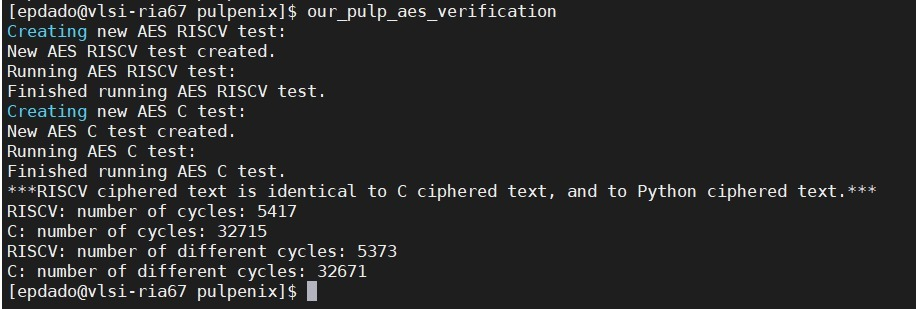 [epdado@vlsi-ria67 pulpenix]$ our_pulp_aes_verification
Creating new AES RISCV test:
New AES RISCV test created.
Running AES RISCV test:
Finished running AES RISCV test.
Creating new AES C test:
New AES C test created.
Running AES C test:
Finished running AES C test.
***RISCV ciphered text is identical to C ciphered text, and to Python ciphered text.***
RISCV: number of cycles: 5417
C: number of cycles: 32715
RISCV: number of different cycles: 5373
C: number of different cycles: 32671
[epdado@vlsi-ria67 pulpenix]$